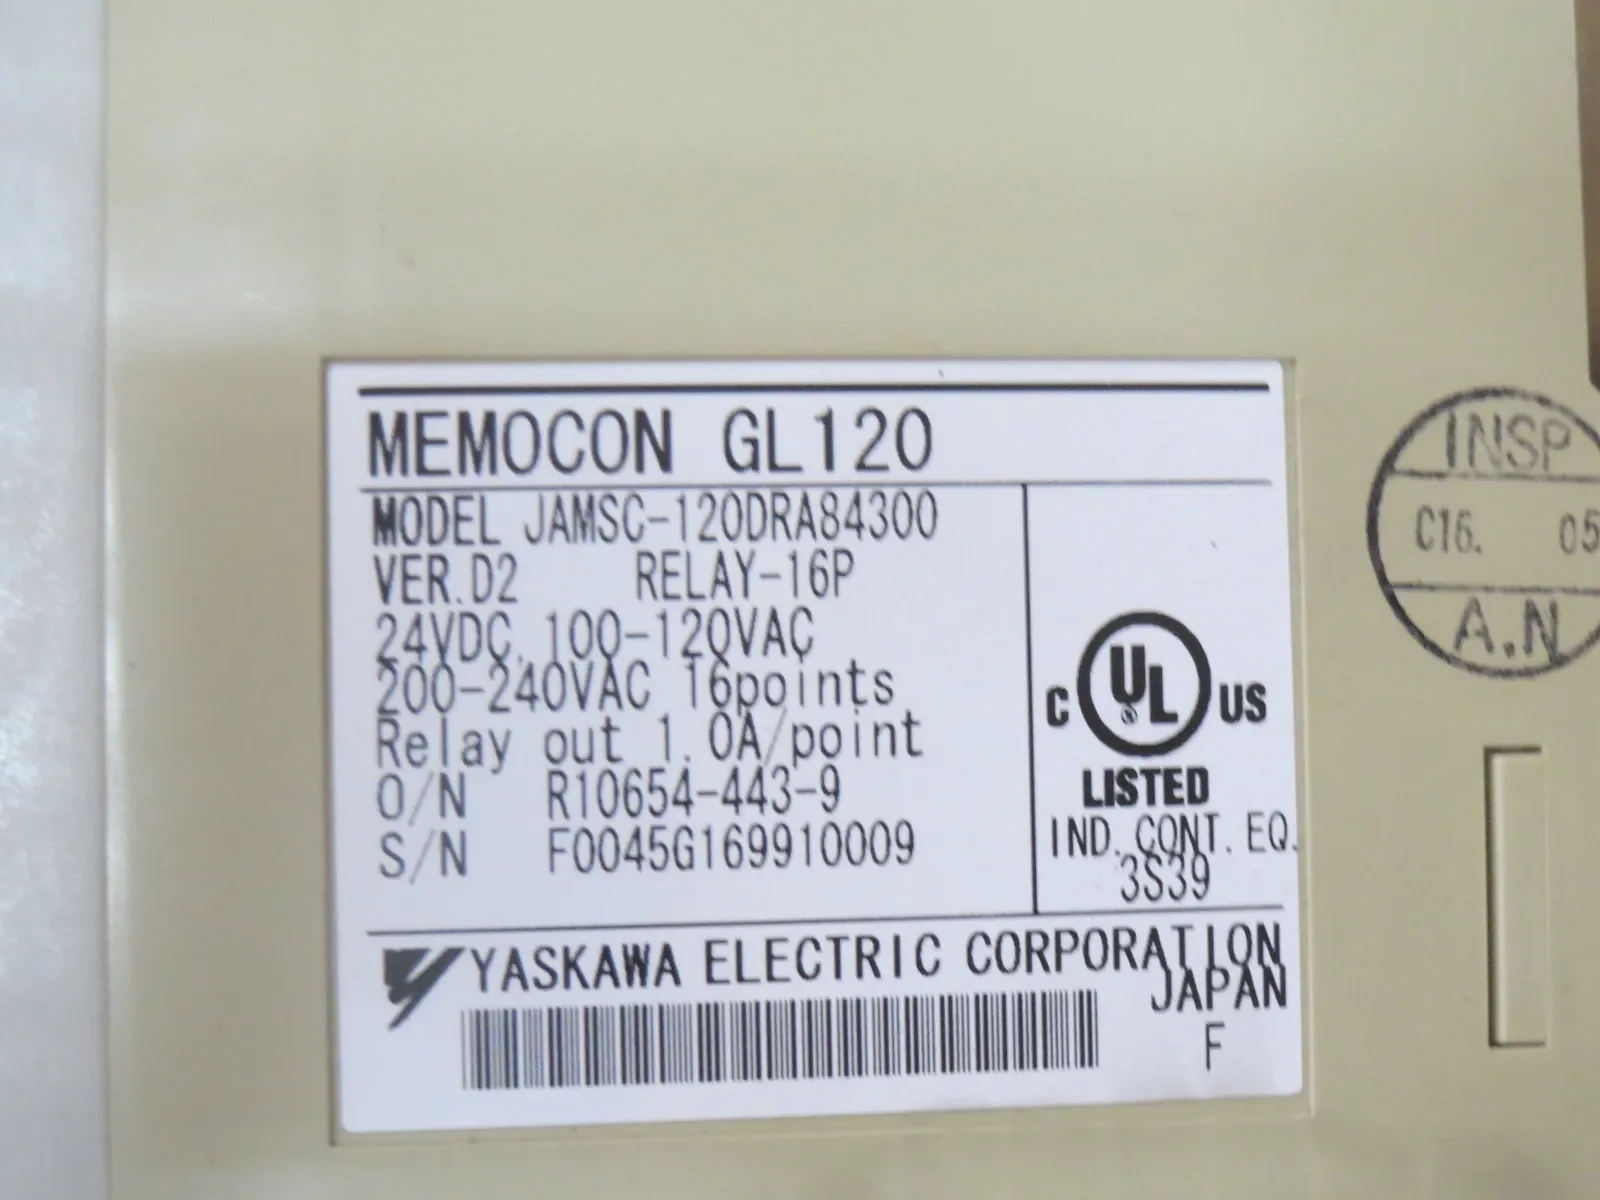 MEMOCON GL120
MODEL JAMSC-120DRA84300
VER.D2 RELAY-16P
24VDC, 100-120VAC
200-240VAC 16points
Relay out 1.0A/point
O/N R10654-443-9
S/N F0045G169910009
C UL® US
LISTED
IND. CONT. EQ.
3S39
YASKAWA ELECTRIC CORPORATION
JAPAN
F
INSP
C16. 05
A.N